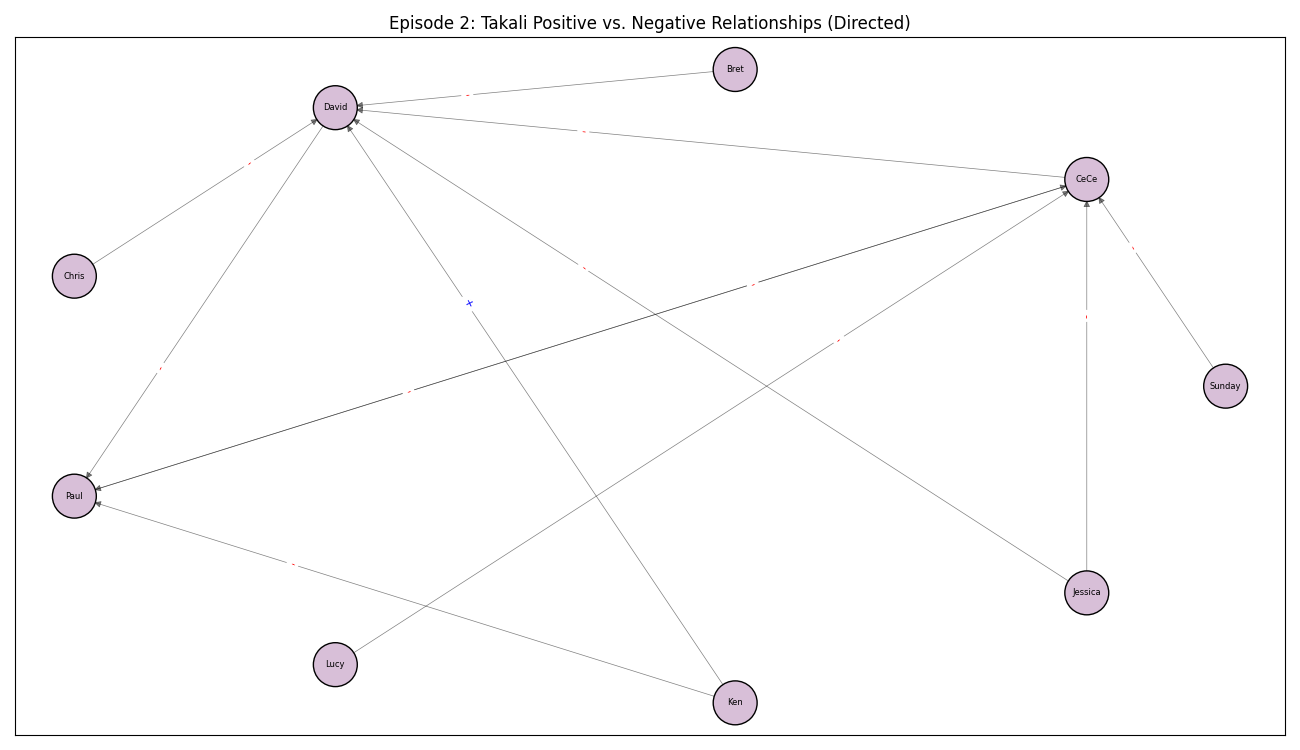 Episode 2: Takali Positive vs. Negative Relationships (Directed)
Bret
-
David
-
CeCe
-
Chris
-
-
-
+
-
-
-
Sunday
-
-
Paul
-
Jessica
Lucy
Ken